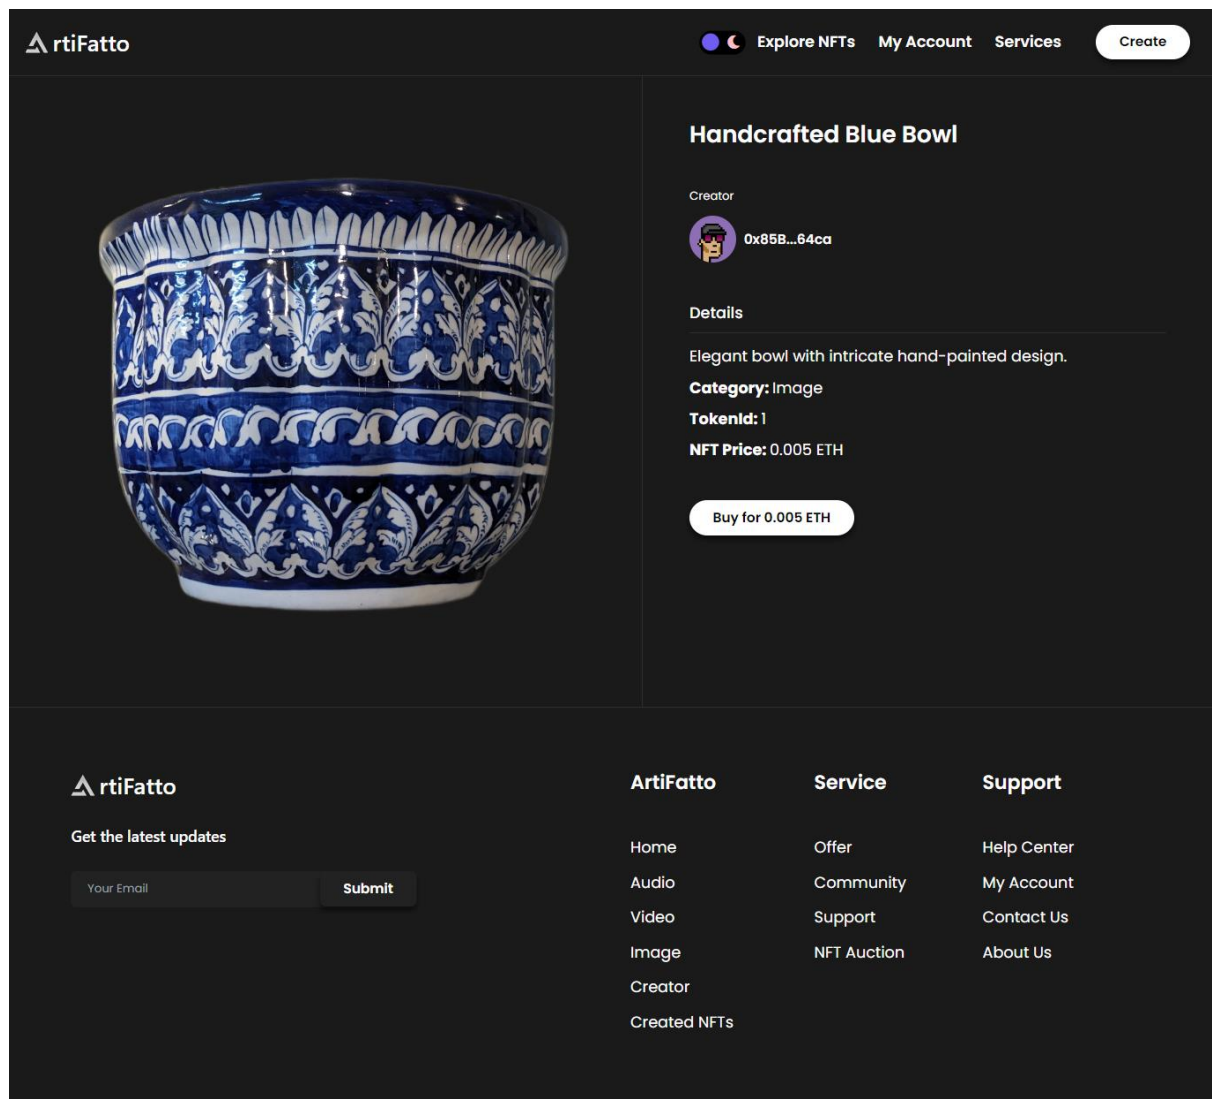 rtiFatto
Explore NFTs
My Account
Services
Create
Handcrafted Blue Bowl
Creator
0x85B...64ca
Details
Elegant bowl with intricate hand-painted design.
Category: Image
TokenId: 1
NFT Price: 0.005 ETH
Buy for 0.005 ETH
rtiFatto
Get the latest updates
Your Email
Submit
ArtiFatto
Home
Audio
Video
Image
Creator
Created NFTs
Service
Offer
Community
Support
NFT Auction
Support
Help Center
My Account
Contact Us
About Us